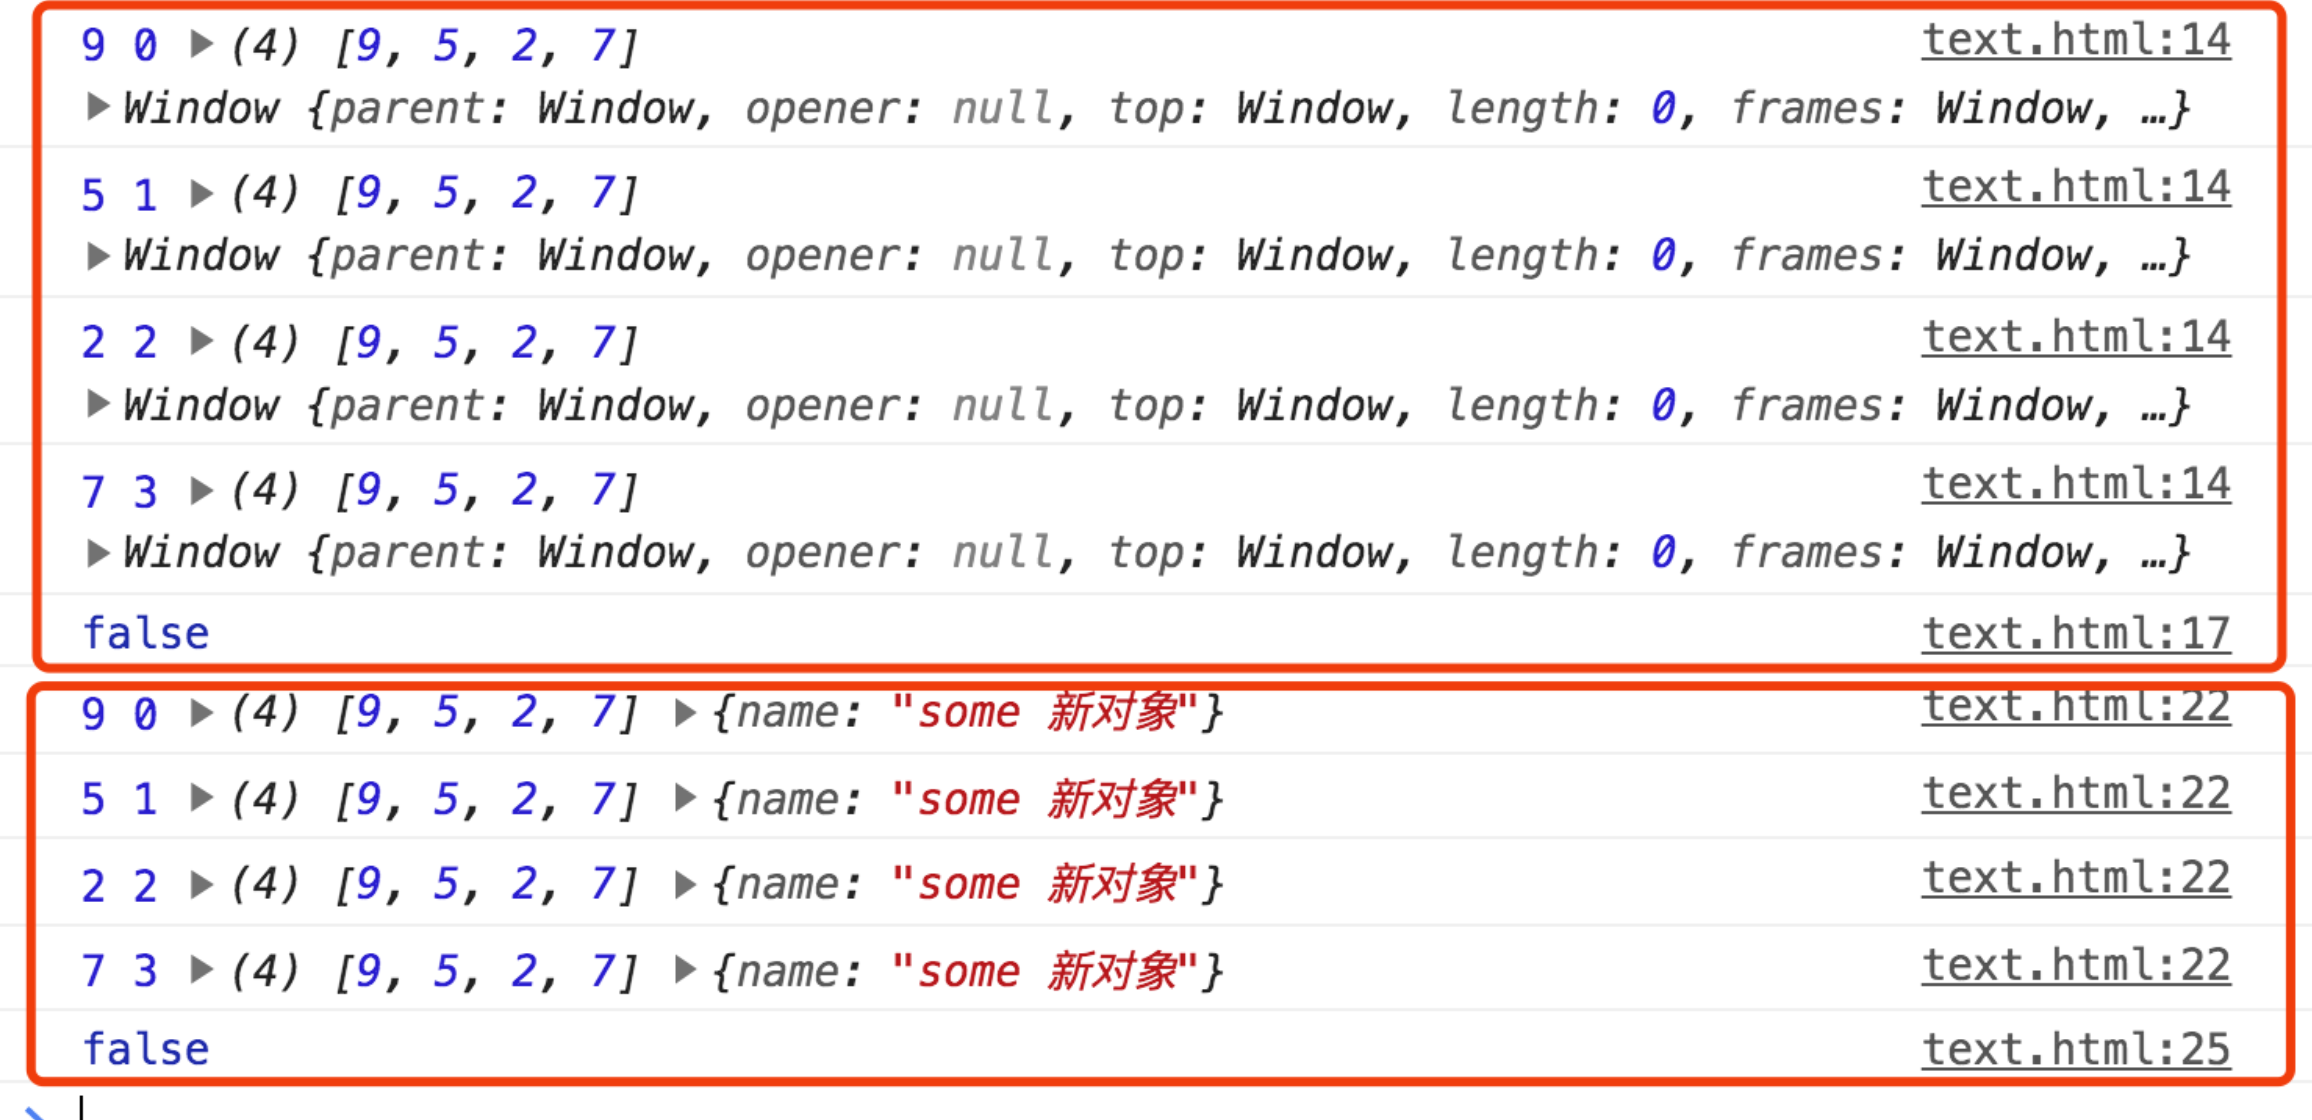 9 0 ▶(4) [9, 5, 2, 7] text.html:14
▶Window {parent: Window, opener: null, top: Window, length: 0, frames: Window, …}
5 1 ▶(4) [9, 5, 2, 7] text.html:14
▶Window {parent: Window, opener: null, top: Window, length: 0, frames: Window, …}
2 2 ▶(4) [9, 5, 2, 7] text.html:14
▶Window {parent: Window, opener: null, top: Window, length: 0, frames: Window, …}
7 3 ▶(4) [9, 5, 2, 7] text.html:14
▶Window {parent: Window, opener: null, top: Window, length: 0, frames: Window, …}
false text.html:17
9 0 ▶(4) [9, 5, 2, 7] ▶{name: "some 新对象"} text.html:22
5 1 ▶(4) [9, 5, 2, 7] ▶{name: "some 新对象"} text.html:22
2 2 ▶(4) [9, 5, 2, 7] ▶{name: "some 新对象"} text.html:22
7 3 ▶(4) [9, 5, 2, 7] ▶{name: "some 新对象"} text.html:22
false text.html:25